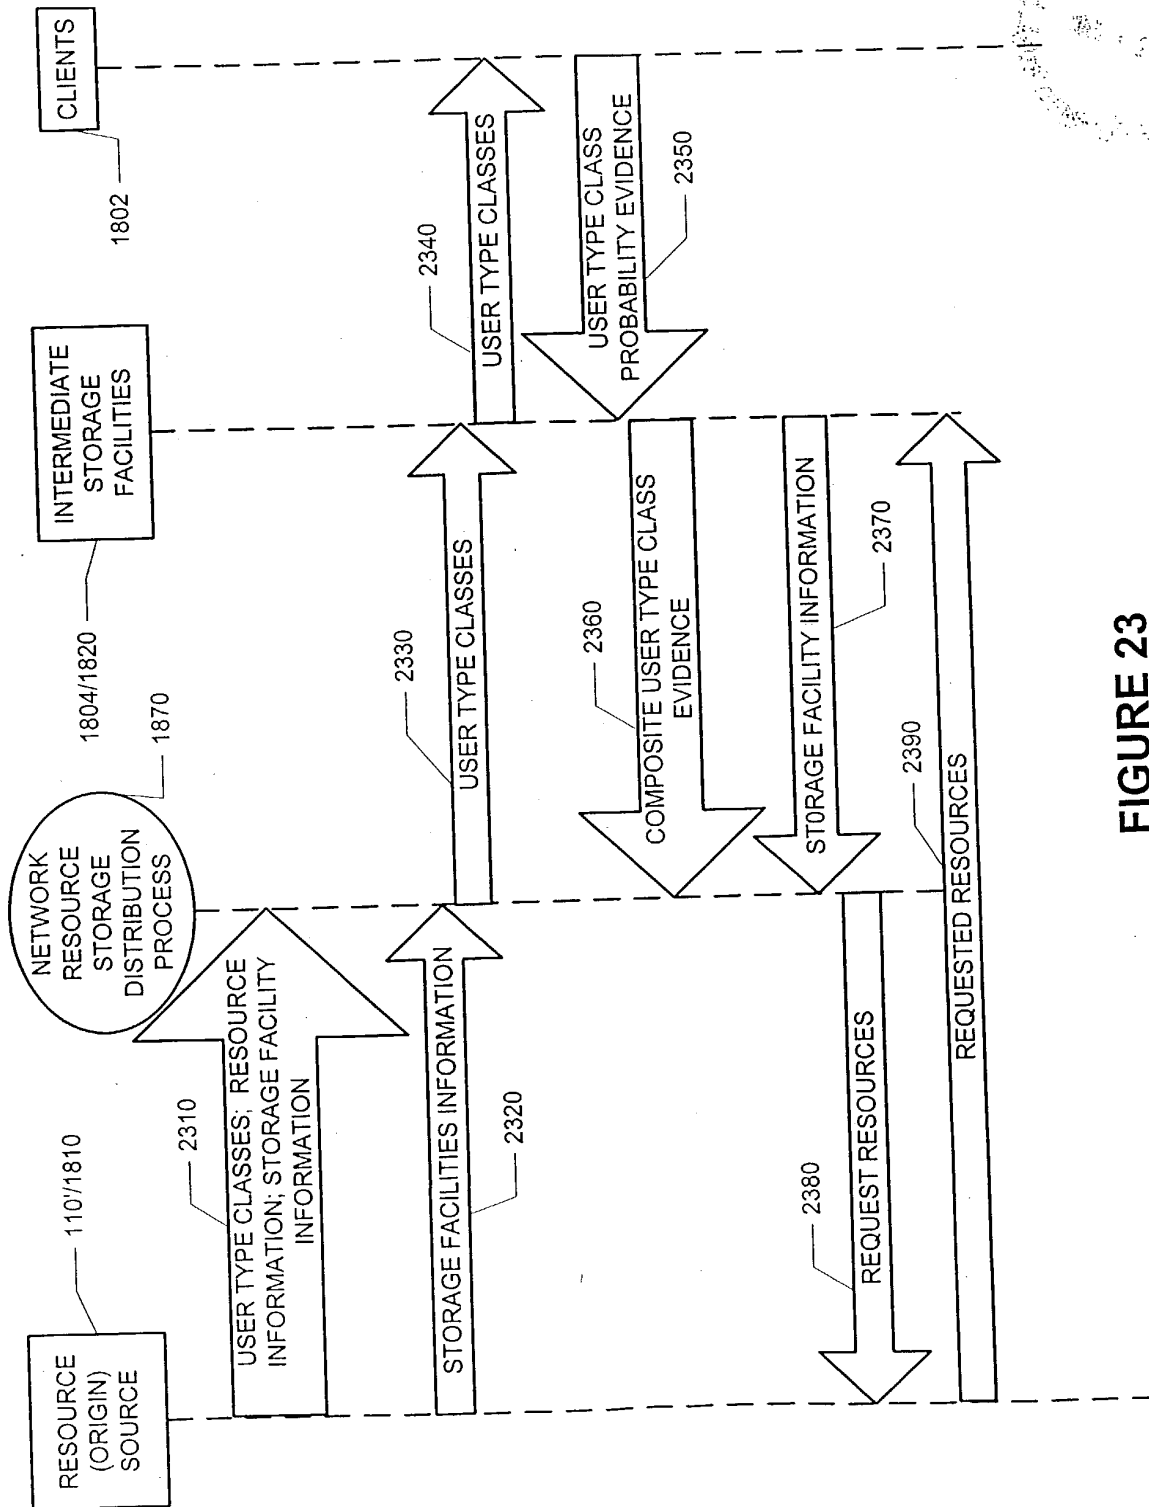 RESOURCE
(ORIGIN)
SOURCE
110'/1810
NETWORK
RESOURCE
STORAGE
DISTRIBUTION
PROCESS
1870
INTERMEDIATE
STORAGE
FACILITIES
1804/1820
CLIENTS
1802
2310
USER TYPE CLASSES; RESOURCE
INFORMATION; STORAGE FACILITY
INFORMATION
STORAGE FACILITIES INFORMATION
2320
2330
USER TYPE CLASSES
2340
USER TYPE CLASSES
USER TYPE CLASS
PROBABILITY EVIDENCE
2350
2360
COMPOSITE USER TYPE CLASS
EVIDENCE
STORAGE FACILITY INFORMATION
2370
2380
REQUEST RESOURCES
2390
REQUESTED RESOURCES
FIGURE 23